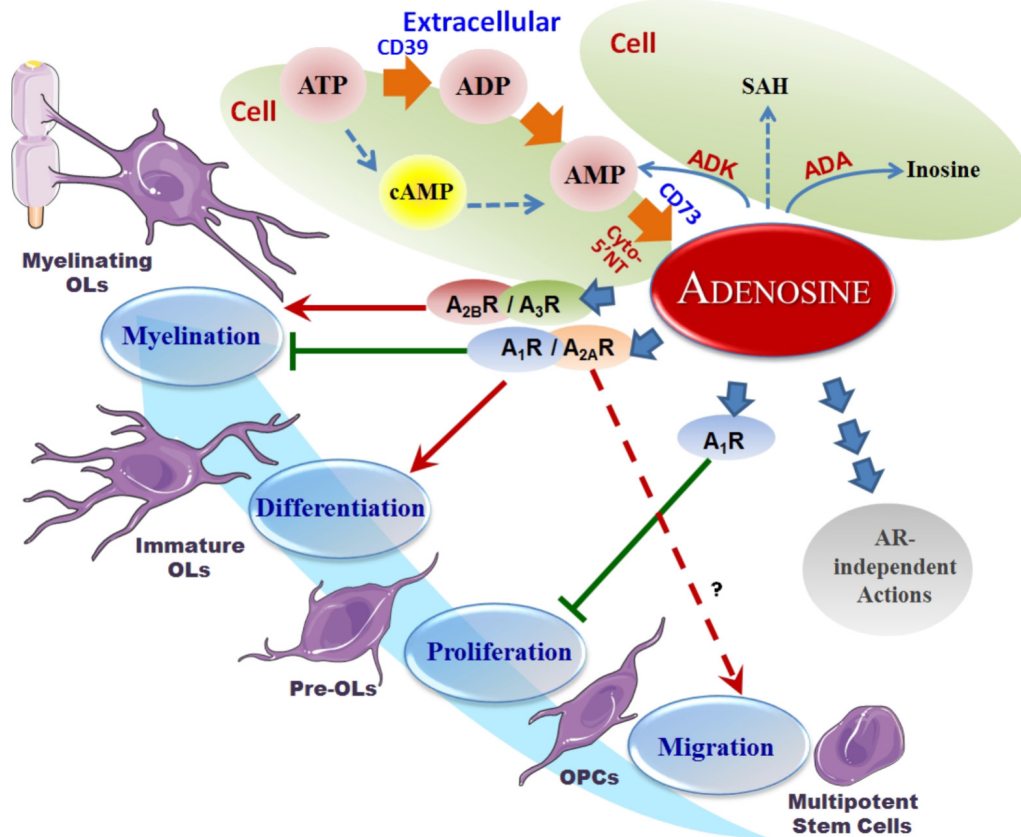 Extracellular
CD39
Cell
Cell
ATP
ADP
cAMP
AMP
ADK
SAH
ADA
Inosine
CD73
Cyto-
5'NT
ADENOSINE
Myelinating
OLs
A2BR / A3R
A1R / A2AR
Myelination
A1R
Differentiation
Immature
OLs
AR-
independent
Actions
?
Proliferation
Pre-OLs
Migration
OPCs
Multipotent
Stem Cells